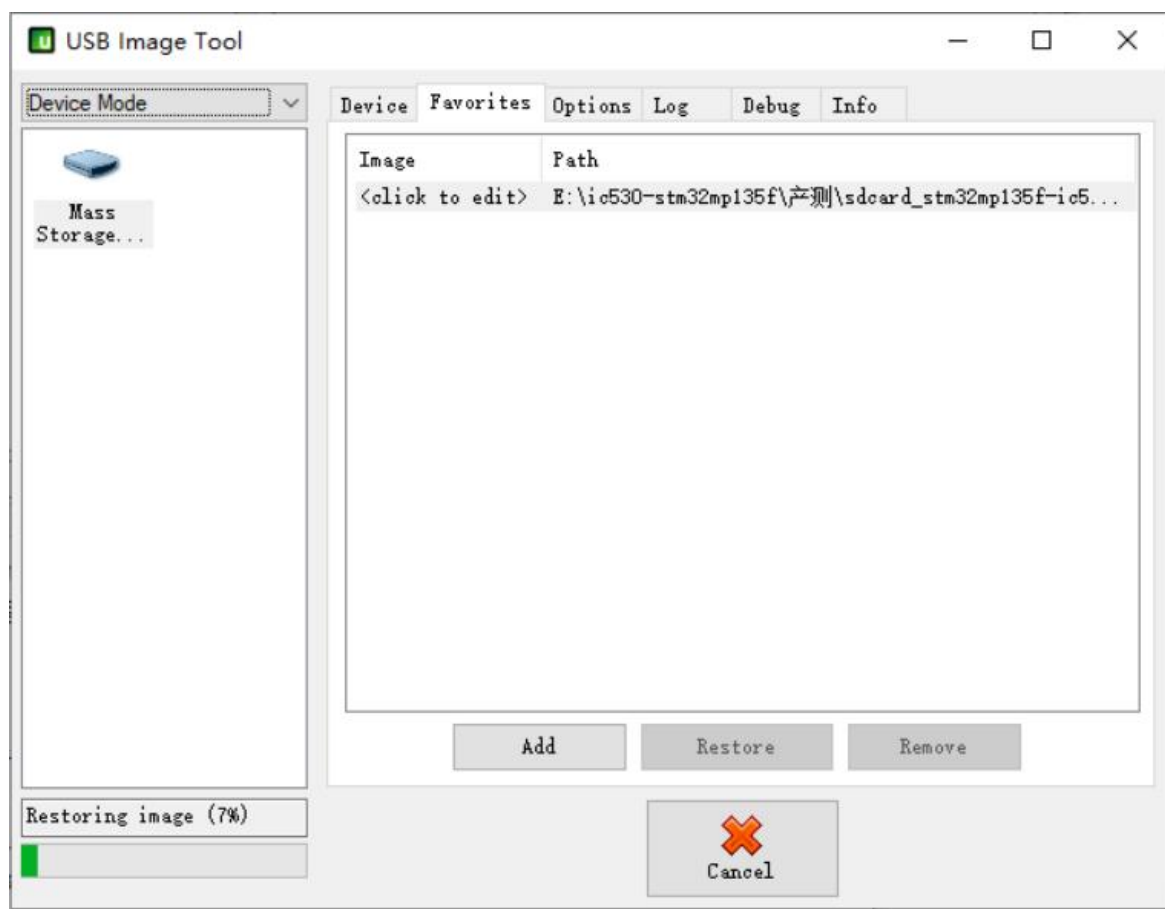 USB Image Tool
Device Mode
Device Favorites Options Log Debug Info
Mass
Storage...
Image Path
<click to edit> E:\ic530-stm32mp135f\产测\sdcard_stm32mp135f-ic5...
Add Restore Remove
Restoring image (7%)
Cancel